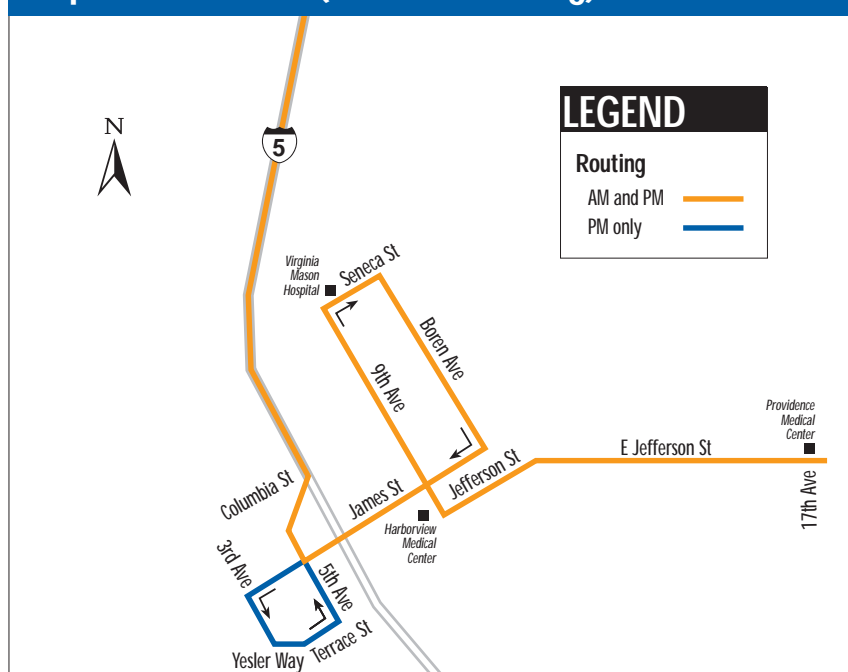 N
5
LEGEND
Routing
AM and PM
PM only
Virginia
Mason
Hospital
Seneca St
Boren Ave
9th Ave
Providence
Medical
Center
E Jefferson St
17th Ave
Jefferson St
James St
Columbia St
Harborview
Medical
Center
3rd Ave
5th Ave
Terrace St
Yesler Way